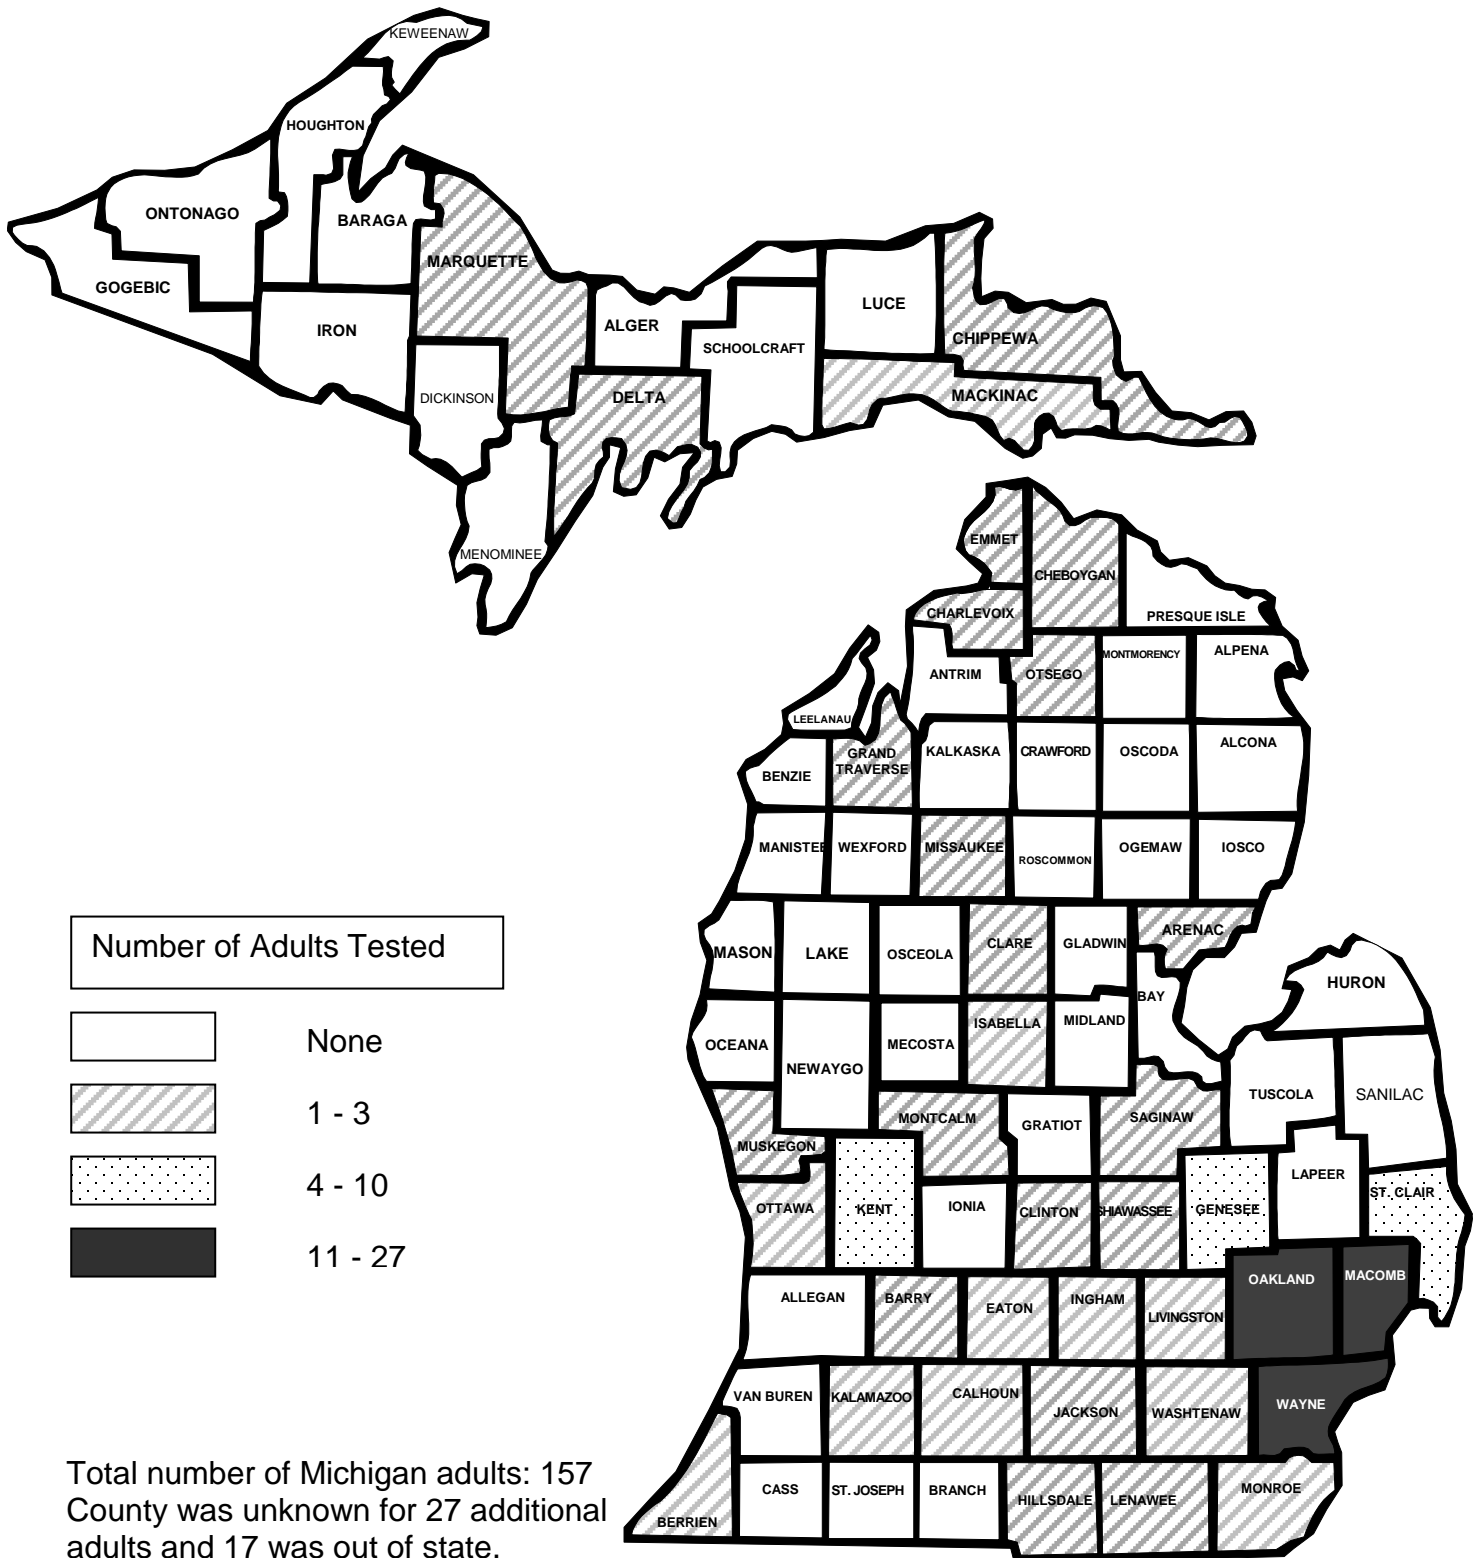 KEWEENAW
HOUGHTON
ONTONAGO
BARAGA
MARQUETTE
GOGEBIC
LUCE
ALGER
IRON
CHIPPEWA
SCHOOLCRAFT
MACKINAC
DICKINSON
DELTA
EMMET
MENOMINEE
CHEBOYGAN
CHARLEVOIX
PRESQUE ISLE
ANTRIM
OTSEGO
MONTMORENCY
ALPENA
LEELANAU
GRAND
TRAVERSE
KALKASKA
CRAWFORD
OSCODA
ALCONA
BENZIE
MANISTEE
WEXFORD
MISSAUKEE
ROSCOMMON
OGEMAW
IOSCO
MASON
LAKE
OSCEOLA
CLARE
GLADWIN
ARENAC
HURON
BAY
OCEANA
NEWAYGO
MECOSTA
ISABELLA
MIDLAND
TUSCOLA
SANILAC
MUSKEGON
MONTCALM
GRATIOT
SAGINAW
LAPEER
ST. CLAIR
OTTAWA
KENT
IONIA
CLINTON
SHIAWASSEE
GENESEE
ALLEGAN
BARRY
EATON
INGHAM
LIVINGSTON
OAKLAND
MACOMB
VAN BUREN
KALAMAZOO
CALHOUN
JACKSON
WASHTENAW
WAYNE
BERRIEN
CASS
ST. JOSEPH
BRANCH
HILLSDALE
LENAWEE
MONROE
Number of Adults Tested
None
1 - 3
4 - 10
11 - 27
Total number of Michigan adults: 157
County was unknown for 27 additional
adults and 17 was out of state.